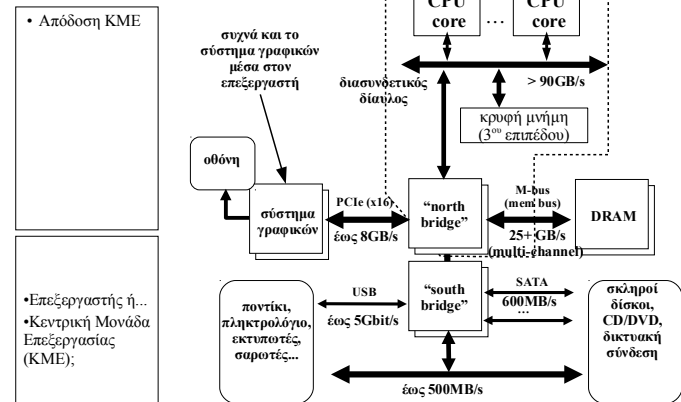 • Απόδοση ΚΜΕ
•Επεξεργαστής ή...
•Κεντρική Μονάδα
Επεξεργασίας
(ΚΜΕ);
CPU
core
...
CPU
core
συχνά και το
σύστημα γραφικών
μέσα στον
επεξεργαστή
διασυνδετικός
δίαυλος
> 90GB/s
κρυφή μνήμη
(3ου επιπέδου)
οθόνη
σύστημα
γραφικών
PCIe (x16)
έως 8GB/s
“north
bridge”
M-bus
(mem bus)
25+ GB/s
(multi-channel)
DRAM
ποντίκι,
πληκτρολόγιο,
εκτυπωτές,
σαρωτές...
USB
έως 5Gbit/s
“south
bridge”
SATA
600MB/s
...
σκληροί
δίσκοι,
CD/DVD,
δικτυακή
σύνδεση
έως 500MB/s